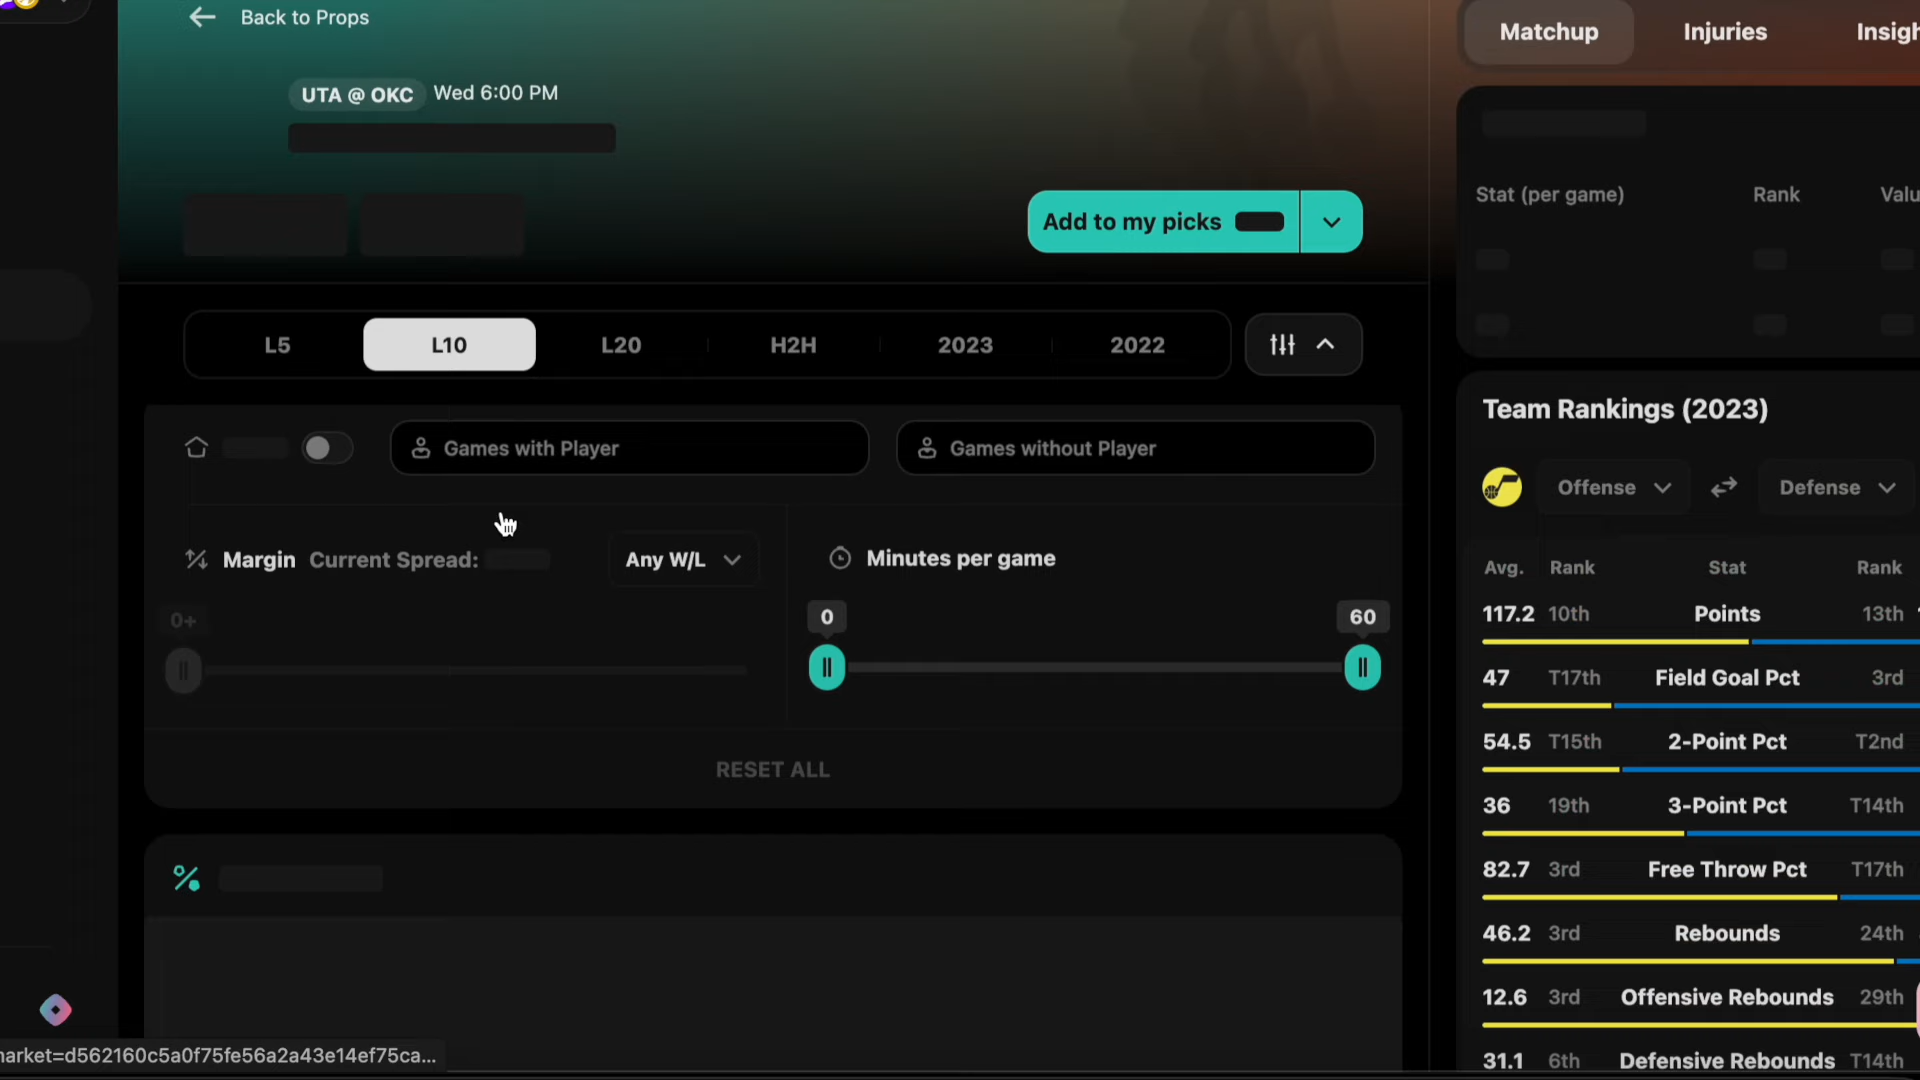 Back to Props
UTA @ OKC Wed 6:00 PM
Add to my picks
L5 L10 L20 H2H 2023 2022
Games with Player
Games without Player
Margin Current Spread:
Any W/L
0+
Minutes per game
0 60
RESET ALL
%
Matchup Injuries Insigh
Stat (per game) Rank Valu
Team Rankings (2023)
Offense Defense
Avg. Rank Stat Rank
117.2 10th Points 13th
47 T17th Field Goal Pct 3rd
54.5 T15th 2-Point Pct T2nd
36 19th 3-Point Pct T14th
82.7 3rd Free Throw Pct T17th
46.2 3rd Rebounds 24th
12.6 3rd Offensive Rebounds 29th
31.1 6th Defensive Rebounds T14th
narket=d562160c5a0f75fe56a2a43e14ef75ca...